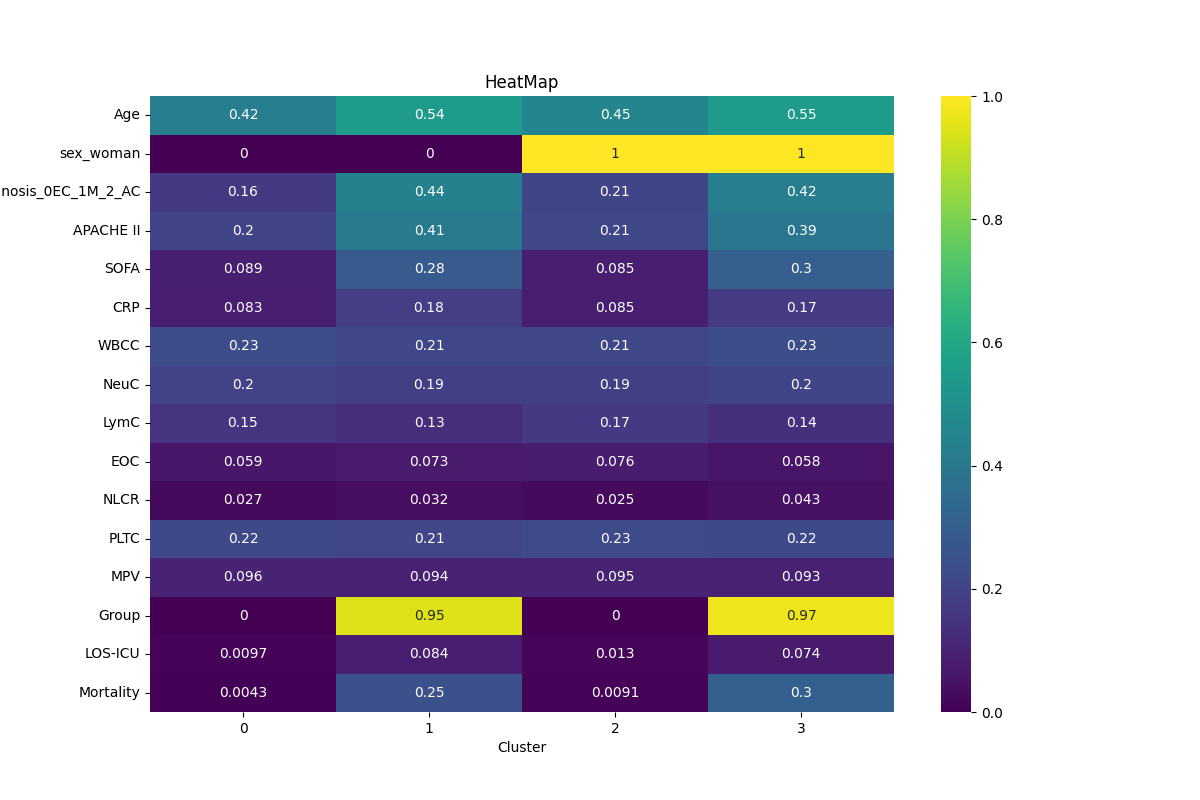 HeatMap
Age 0.42 0.54 0.45 0.55
sex_woman 0 0 1 1
nosis_0EC_1M_2_AC 0.16 0.44 0.21 0.42
APACHE II 0.2 0.41 0.21 0.39
SOFA 0.089 0.28 0.085 0.3
CRP 0.083 0.18 0.085 0.17
WBCC 0.23 0.21 0.21 0.23
NeuC 0.2 0.19 0.19 0.2
LymC 0.15 0.13 0.17 0.14
EOC 0.059 0.073 0.076 0.058
NLCR 0.027 0.032 0.025 0.043
PLTC 0.22 0.21 0.23 0.22
MPV 0.096 0.094 0.095 0.093
Group 0 0.95 0 0.97
LOS-ICU 0.0097 0.084 0.013 0.074
Mortality 0.0043 0.25 0.0091 0.3
0 1 2 3
Cluster
1.0
0.8
0.6
0.4
0.2
0.0